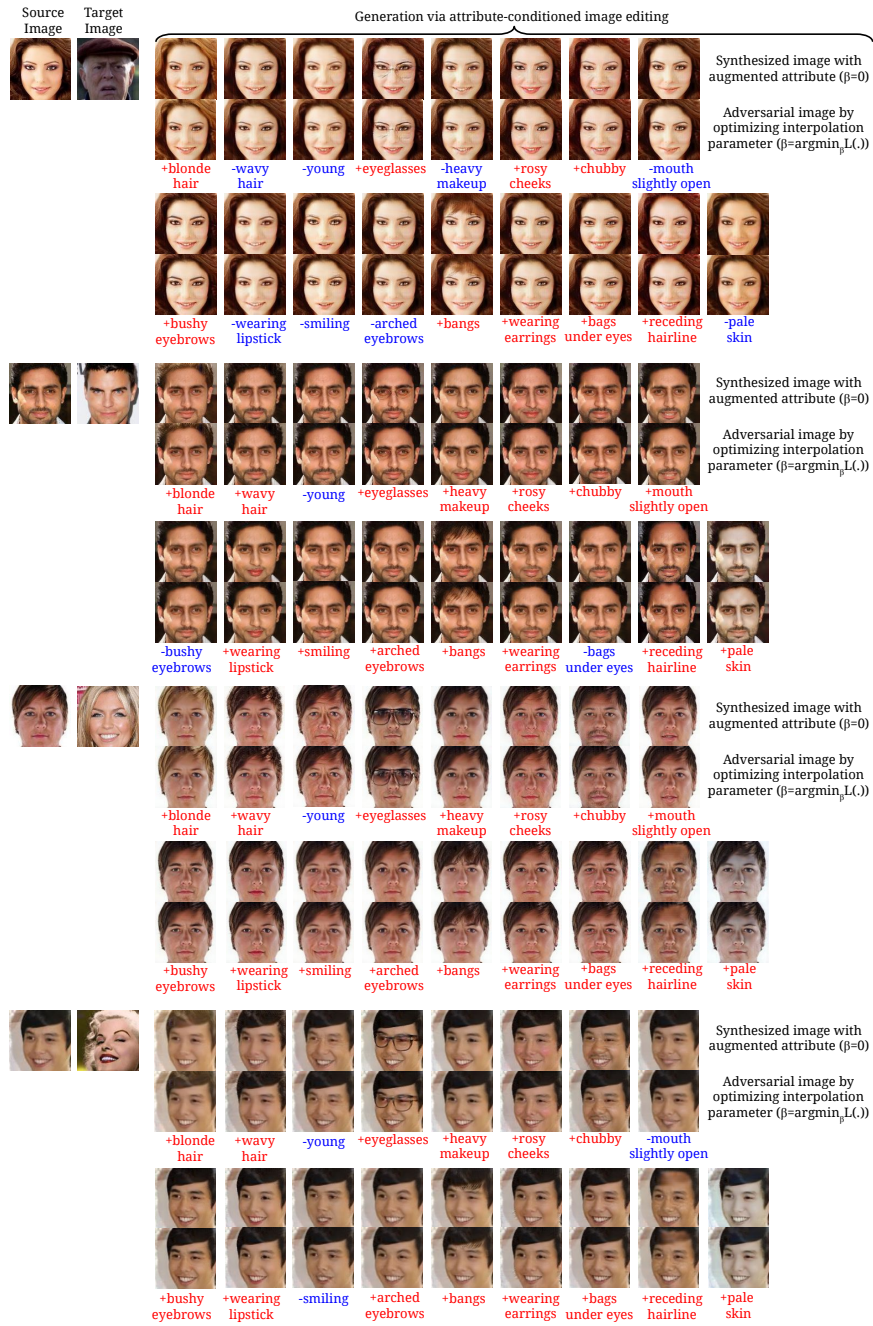 Source Image
Target Image
Generation via attribute-conditioned image editing
Synthesized image with
augmented attribute (β=0)
Adversarial image by
optimizing interpolation
parameter (β=argminβL(.))
+blonde hair
-wavy hair
-young
+eyeglasses
-heavy makeup
+rosy cheeks
+chubby
-mouth slightly open
+bushy eyebrows
-wearing lipstick
-smiling
-arched eyebrows
+bangs
+wearing earrings
+bags under eyes
+receding hairline
-pale skin
Synthesized image with
augmented attribute (β=0)
Adversarial image by
optimizing interpolation
parameter (β=argminβL(.))
+blonde hair
+wavy hair
-young
+eyeglasses
+heavy makeup
+rosy cheeks
+chubby
+mouth slightly open
-bushy eyebrows
+wearing lipstick
+smiling
+arched eyebrows
+bangs
+wearing earrings
-bags under eyes
+receding hairline
+pale skin
Synthesized image with
augmented attribute (β=0)
Adversarial image by
optimizing interpolation
parameter (β=argminβL(.))
+blonde hair
+wavy hair
-young
+eyeglasses
+heavy makeup
+rosy cheeks
+chubby
+mouth slightly open
+bushy eyebrows
+wearing lipstick
+smiling
+arched eyebrows
+bangs
+wearing earrings
+bags under eyes
+receding hairline
+pale skin
Synthesized image with
augmented attribute (β=0)
Adversarial image by
optimizing interpolation
parameter (β=argminβL(.))
+blonde hair
+wavy hair
-young
+eyeglasses
+heavy makeup
+rosy cheeks
+chubby
-mouth slightly open
+bushy eyebrows
+wearing lipstick
-smiling
+arched eyebrows
+bangs
+wearing earrings
+bags under eyes
+receding hairline
+pale skin